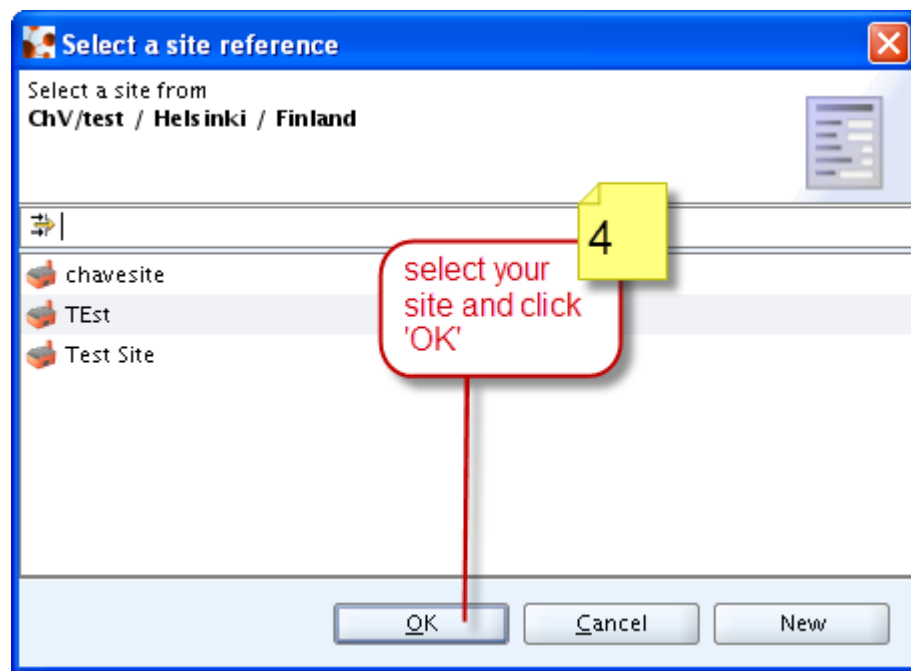 Select a site reference
Select a site from
ChV/test / Helsinki / Finland
4
select your
site and click
'OK'
chavesite
TEst
Test Site
OK
Cancel
New